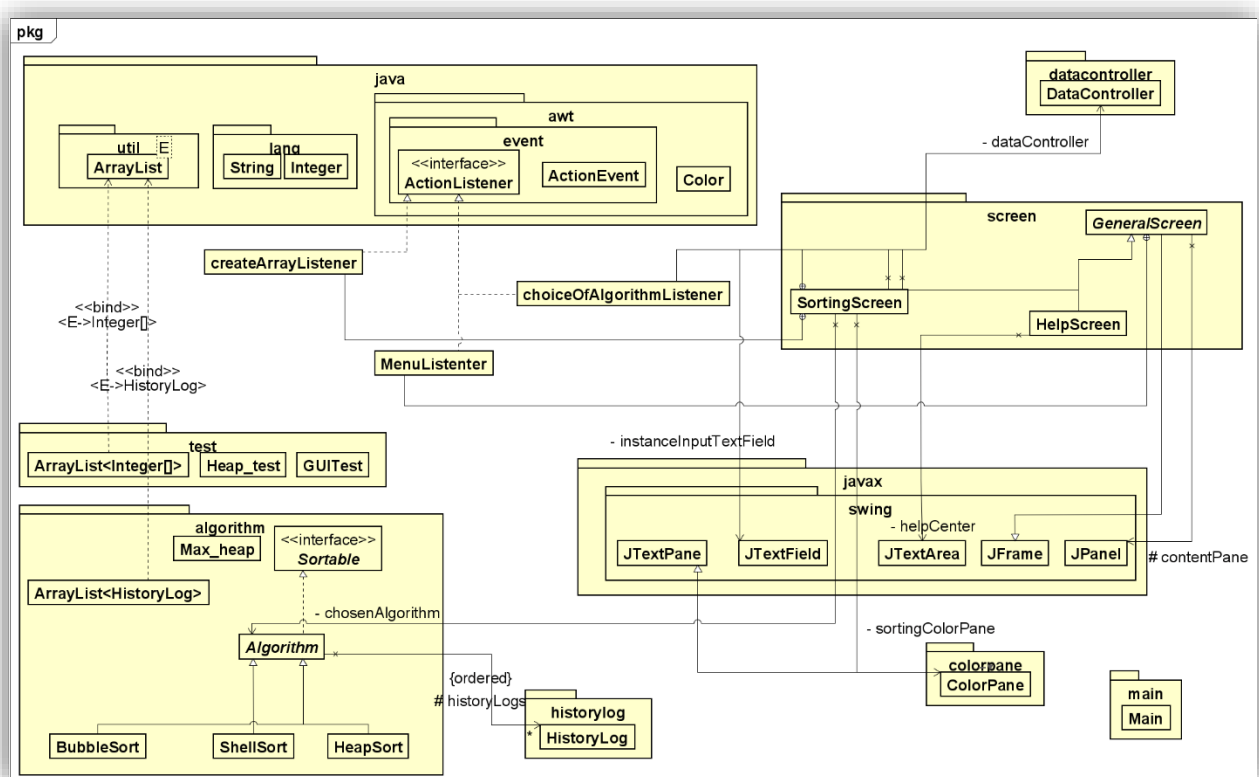 pkg
java
awt
event
<<interface>>
ActionListener
ActionEvent
Color
util
E
ArrayList
lang
String
Integer
datacontroller
DataController
- dataController
screen
GeneralScreen
SortingScreen
HelpScreen
createArrayListener
choiceOfAlgorithmListener
MenuListenter
<<bind>>
<E->Integer[]>
<<bind>>
<E->HistoryLog>
test
ArrayList<Integer[]>
Heap_test
GUITest
- instanceInputTextField
javax
swing
- helpCenter
JTextPane
JTextField
JTextArea
JFrame
JPanel
# contentPane
algorithm
Max_heap
<<interface>>
Sortable
ArrayList<HistoryLog>
- chosenAlgorithm
Algorithm
{ordered}
# historyLogs
*
BubbleSort
ShellSort
HeapSort
historylog
HistoryLog
- sortingColorPane
colorpane
ColorPane
main
Main